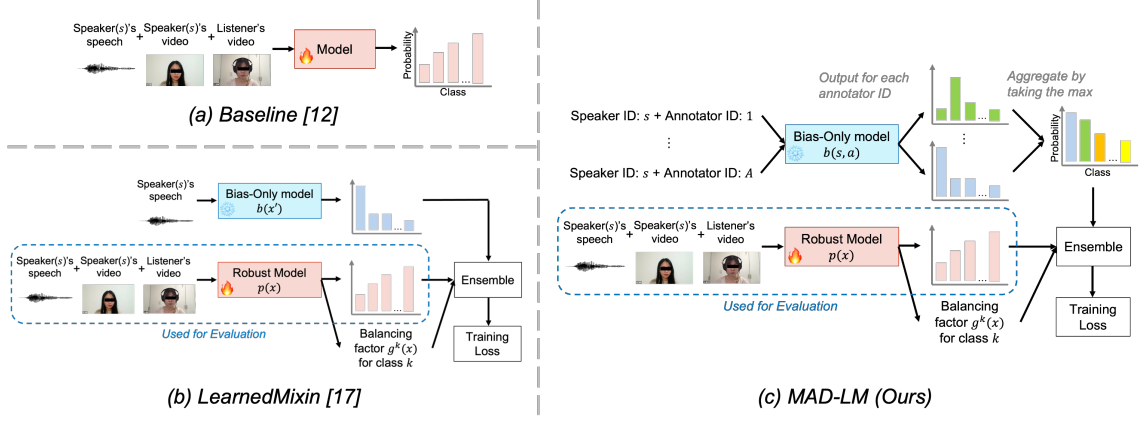 Speaker(s)'s speech
+
Speaker(s)'s video
+
Listener's video
Model
Probability
...
Class
(a) Baseline [12]
Speaker(s)'s speech
Bias-Only model
b(x')
...
Speaker(s)'s speech
+
Speaker(s)'s video
+
Listener's video
Robust Model
p(x)
...
Ensemble
Used for Evaluation
Balancing
factor g^k(x)
for class k
Training
Loss
(b) LearnedMixin [17]
Output for each
annotator ID
Aggregate by
taking the max
Speaker ID: s + Annotator ID: 1
⋮
Speaker ID: s + Annotator ID: A
Bias-Only model
b(s, a)
...
⋮
...
Probability
...
Class
Speaker(s)'s speech
+
Speaker(s)'s video
+
Listener's video
Robust Model
p(x)
...
Ensemble
Used for Evaluation
Balancing
factor g^k(x)
for class k
Training
Loss
(c) MAD-LM (Ours)